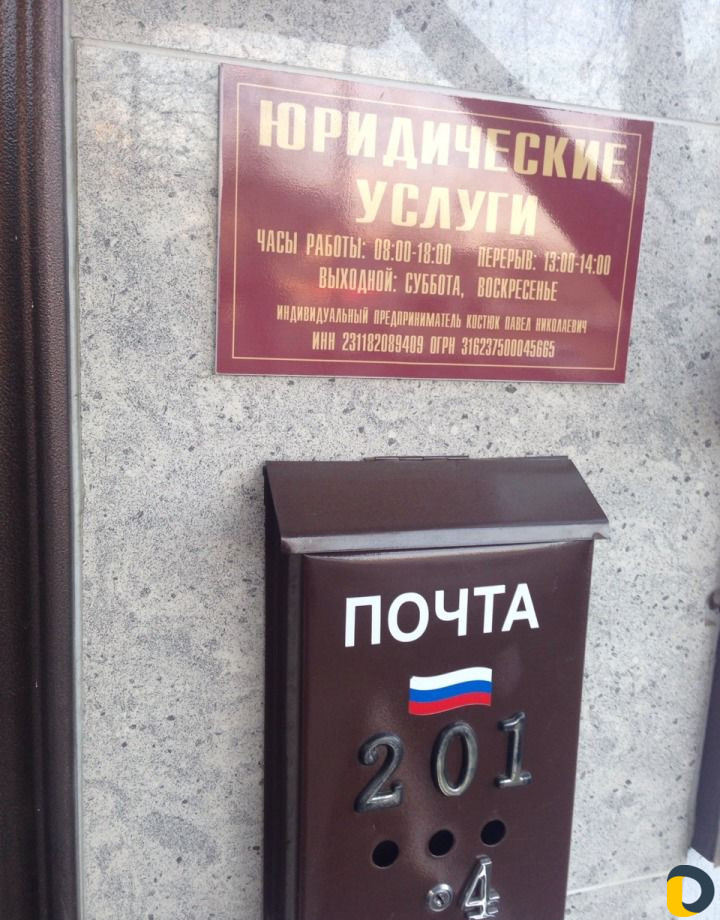 ЮРИДИЧЕСКИЕ
УСЛУГИ
ЧАСЫ РАБОТЫ: 08:00-18:00 ПЕРЕРЫВ: 13:00-14:00
ВЫХОДНОЙ: СУББОТА, ВОСКРЕСЕНЬЕ
ИНДИВИДУАЛЬНЫЙ ПРЕДПРИНИМАТЕЛЬ КОСТЮК ПАВЕЛ НИКОЛАЕВИЧ
ИНН 231182089409 ОГРН 316237500045665
ПОЧТА
201
4